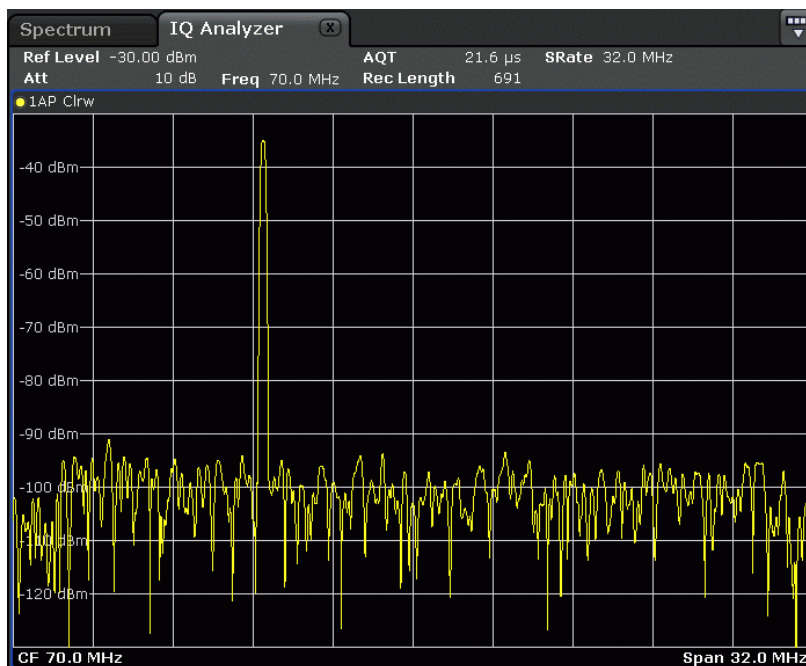 Spectrum IQ Analyzer X
Ref Level -30.00 dBm AQT 21.6 µs SRate 32.0 MHz
Att 10 dB Freq 70.0 MHz Rec Length 691
1AP Clrw
-40 dBm
-50 dBm
-60 dBm
-70 dBm
-80 dBm
-90 dBm
-100 dBm
-110 dBm
-120 dBm
CF 70.0 MHz Span 32.0 MHz